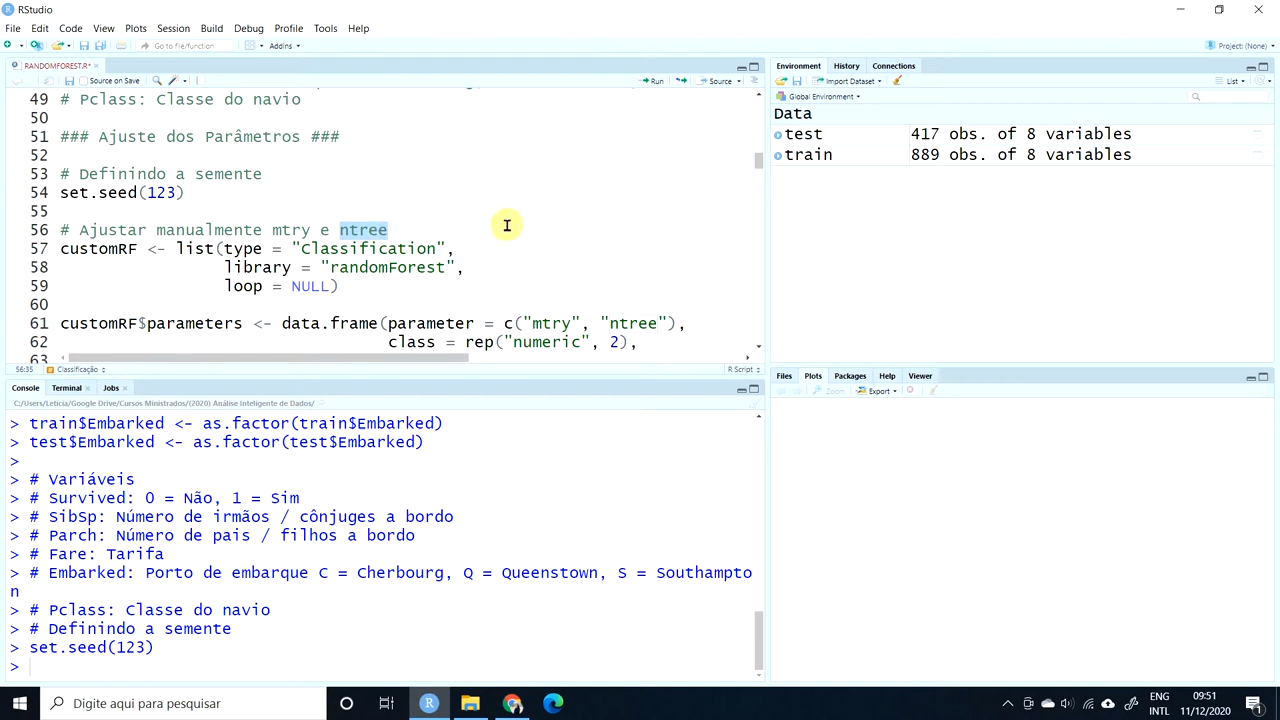 RStudio
File Edit Code View Plots Session Build Debug Profile Tools Help
Go to file/function Addins Project: (None)
RANDOMFOREST.R*
Source on Save Run Source
49 # Pclass: Classe do navio
50
51 ### Ajuste dos Parâmetros ###
52
53 # Definindo a semente
54 set.seed(123)
55
56 # Ajustar manualmente mtry e ntree
57 customRF <- list(type = "Classification",
58 library = "randomForest",
59 loop = NULL)
60
61 customRF$parameters <- data.frame(parameter = c("mtry", "ntree"),
62 class = rep("numeric", 2),
63
56:35 Classificação R Script
Console Terminal Jobs
C:/Users/Leticia/Google Drive/Cursos Ministrados/(2020) Análise Inteligente de Dados/
> train$Embarked <- as.factor(train$Embarked)
> test$Embarked <- as.factor(test$Embarked)
>
> # Variáveis
> # Survived: 0 = Não, 1 = Sim
> # SibSp: Número de irmãos / cônjuges a bordo
> # Parch: Número de pais / filhos a bordo
> # Fare: Tarifa
> # Embarked: Porto de embarque C = Cherbourg, Q = Queenstown, S = Southampto
n
> # Pclass: Classe do navio
> # Definindo a semente
> set.seed(123)
>
Environment History Connections
Import Dataset List
Global Environment
Data
test 417 obs. of 8 variables
train 889 obs. of 8 variables
Files Plots Packages Help Viewer
Zoom Export
Digite aqui para pesquisar
ENG 09:51
INTL 11/12/2020 1